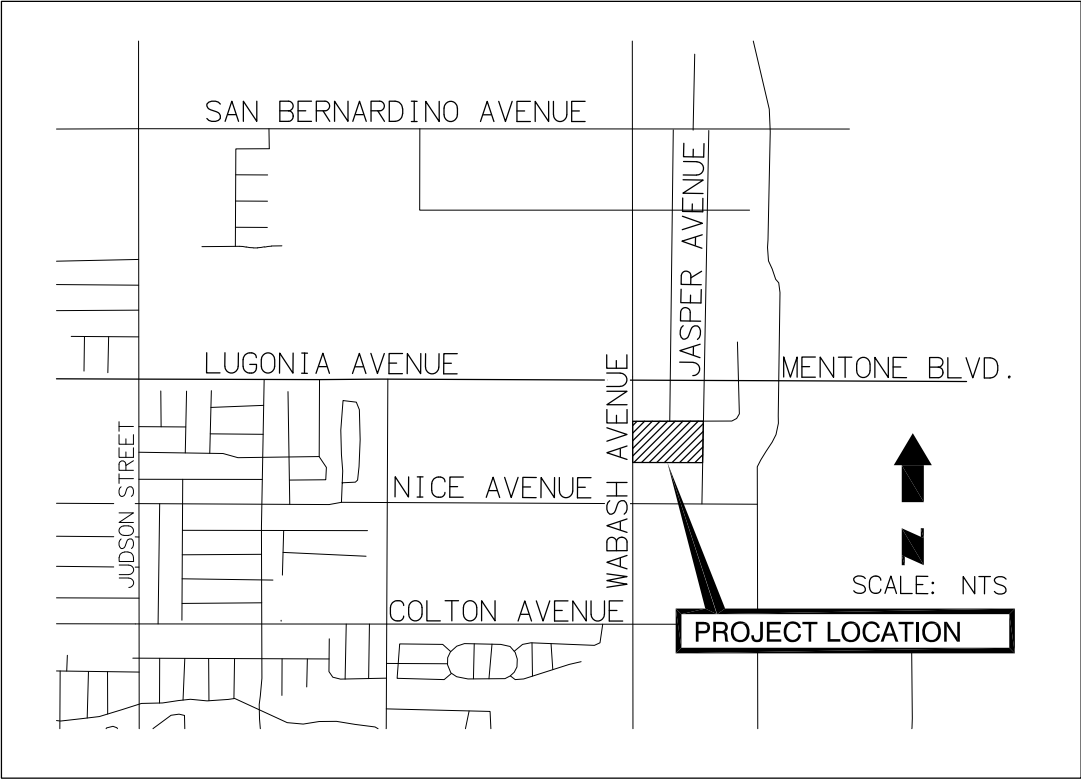 SAN BERNARDINO AVENUE
JASPER AVENUE
LUGONIA AVENUE
MENTONE BLVD.
WABASH AVENUE
JUDSON STREET
NICE AVENUE
N
SCALE: NTS
COLTON AVENUE
PROJECT LOCATION